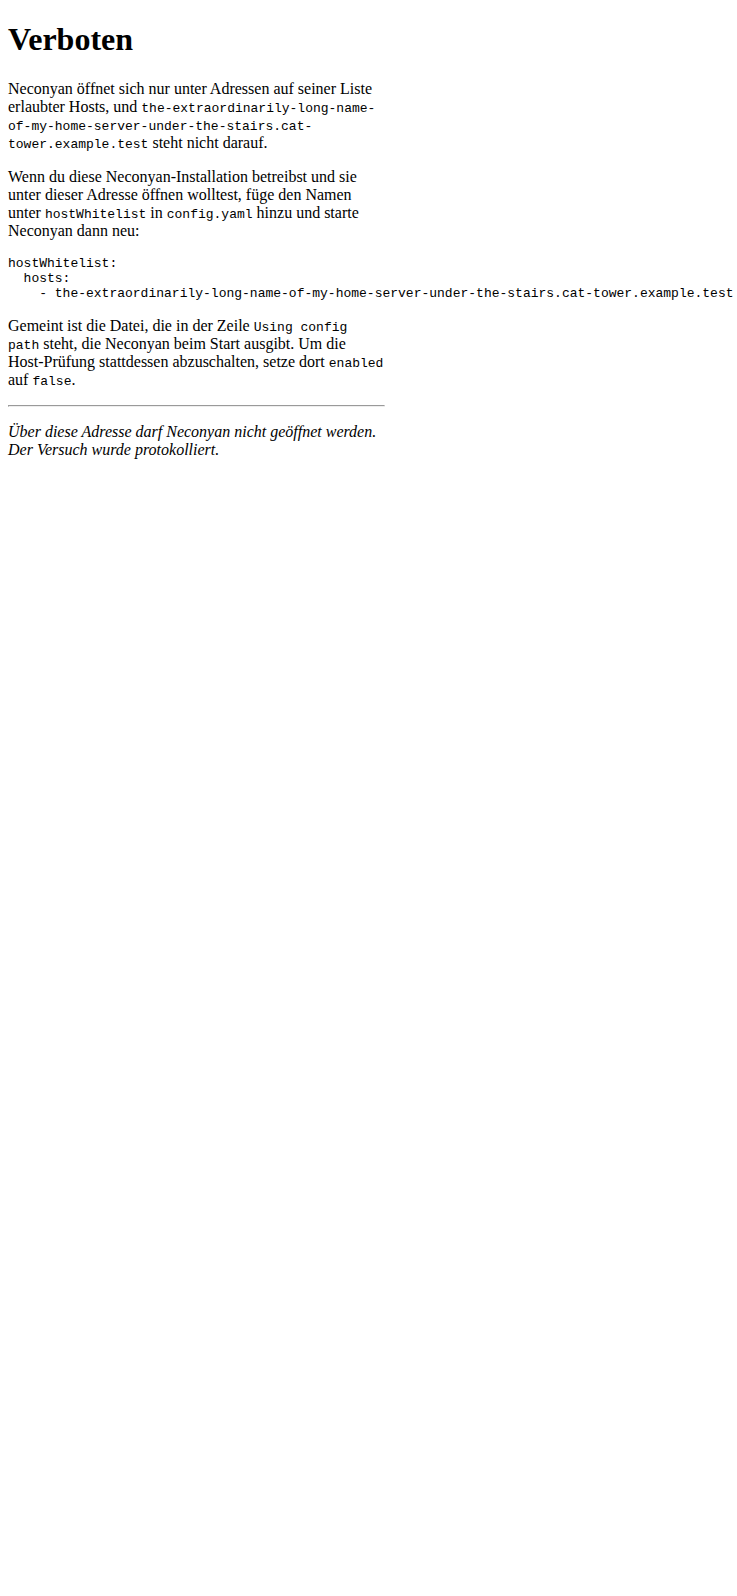 Verboten
Neconyan öffnet sich nur unter Adressen auf seiner Liste
erlaubter Hosts, und the-extraordinarily-long-name-
of-my-home-server-under-the-stairs.cat-
tower.example.test steht nicht darauf.
Wenn du diese Neconyan-Installation betreibst und sie
unter dieser Adresse öffnen wolltest, füge den Namen
unter hostWhitelist in config.yaml hinzu und starte
Neconyan dann neu:
hostWhitelist:
  hosts:
    - the-extraordinarily-long-name-of-my-home-server-under-the-stairs.cat-tower.example.test
Gemeint ist die Datei, die in der Zeile Using config
path steht, die Neconyan beim Start ausgibt. Um die
Host-Prüfung stattdessen abzuschalten, setze dort enabled
auf false.
Über diese Adresse darf Neconyan nicht geöffnet werden.
Der Versuch wurde protokolliert.